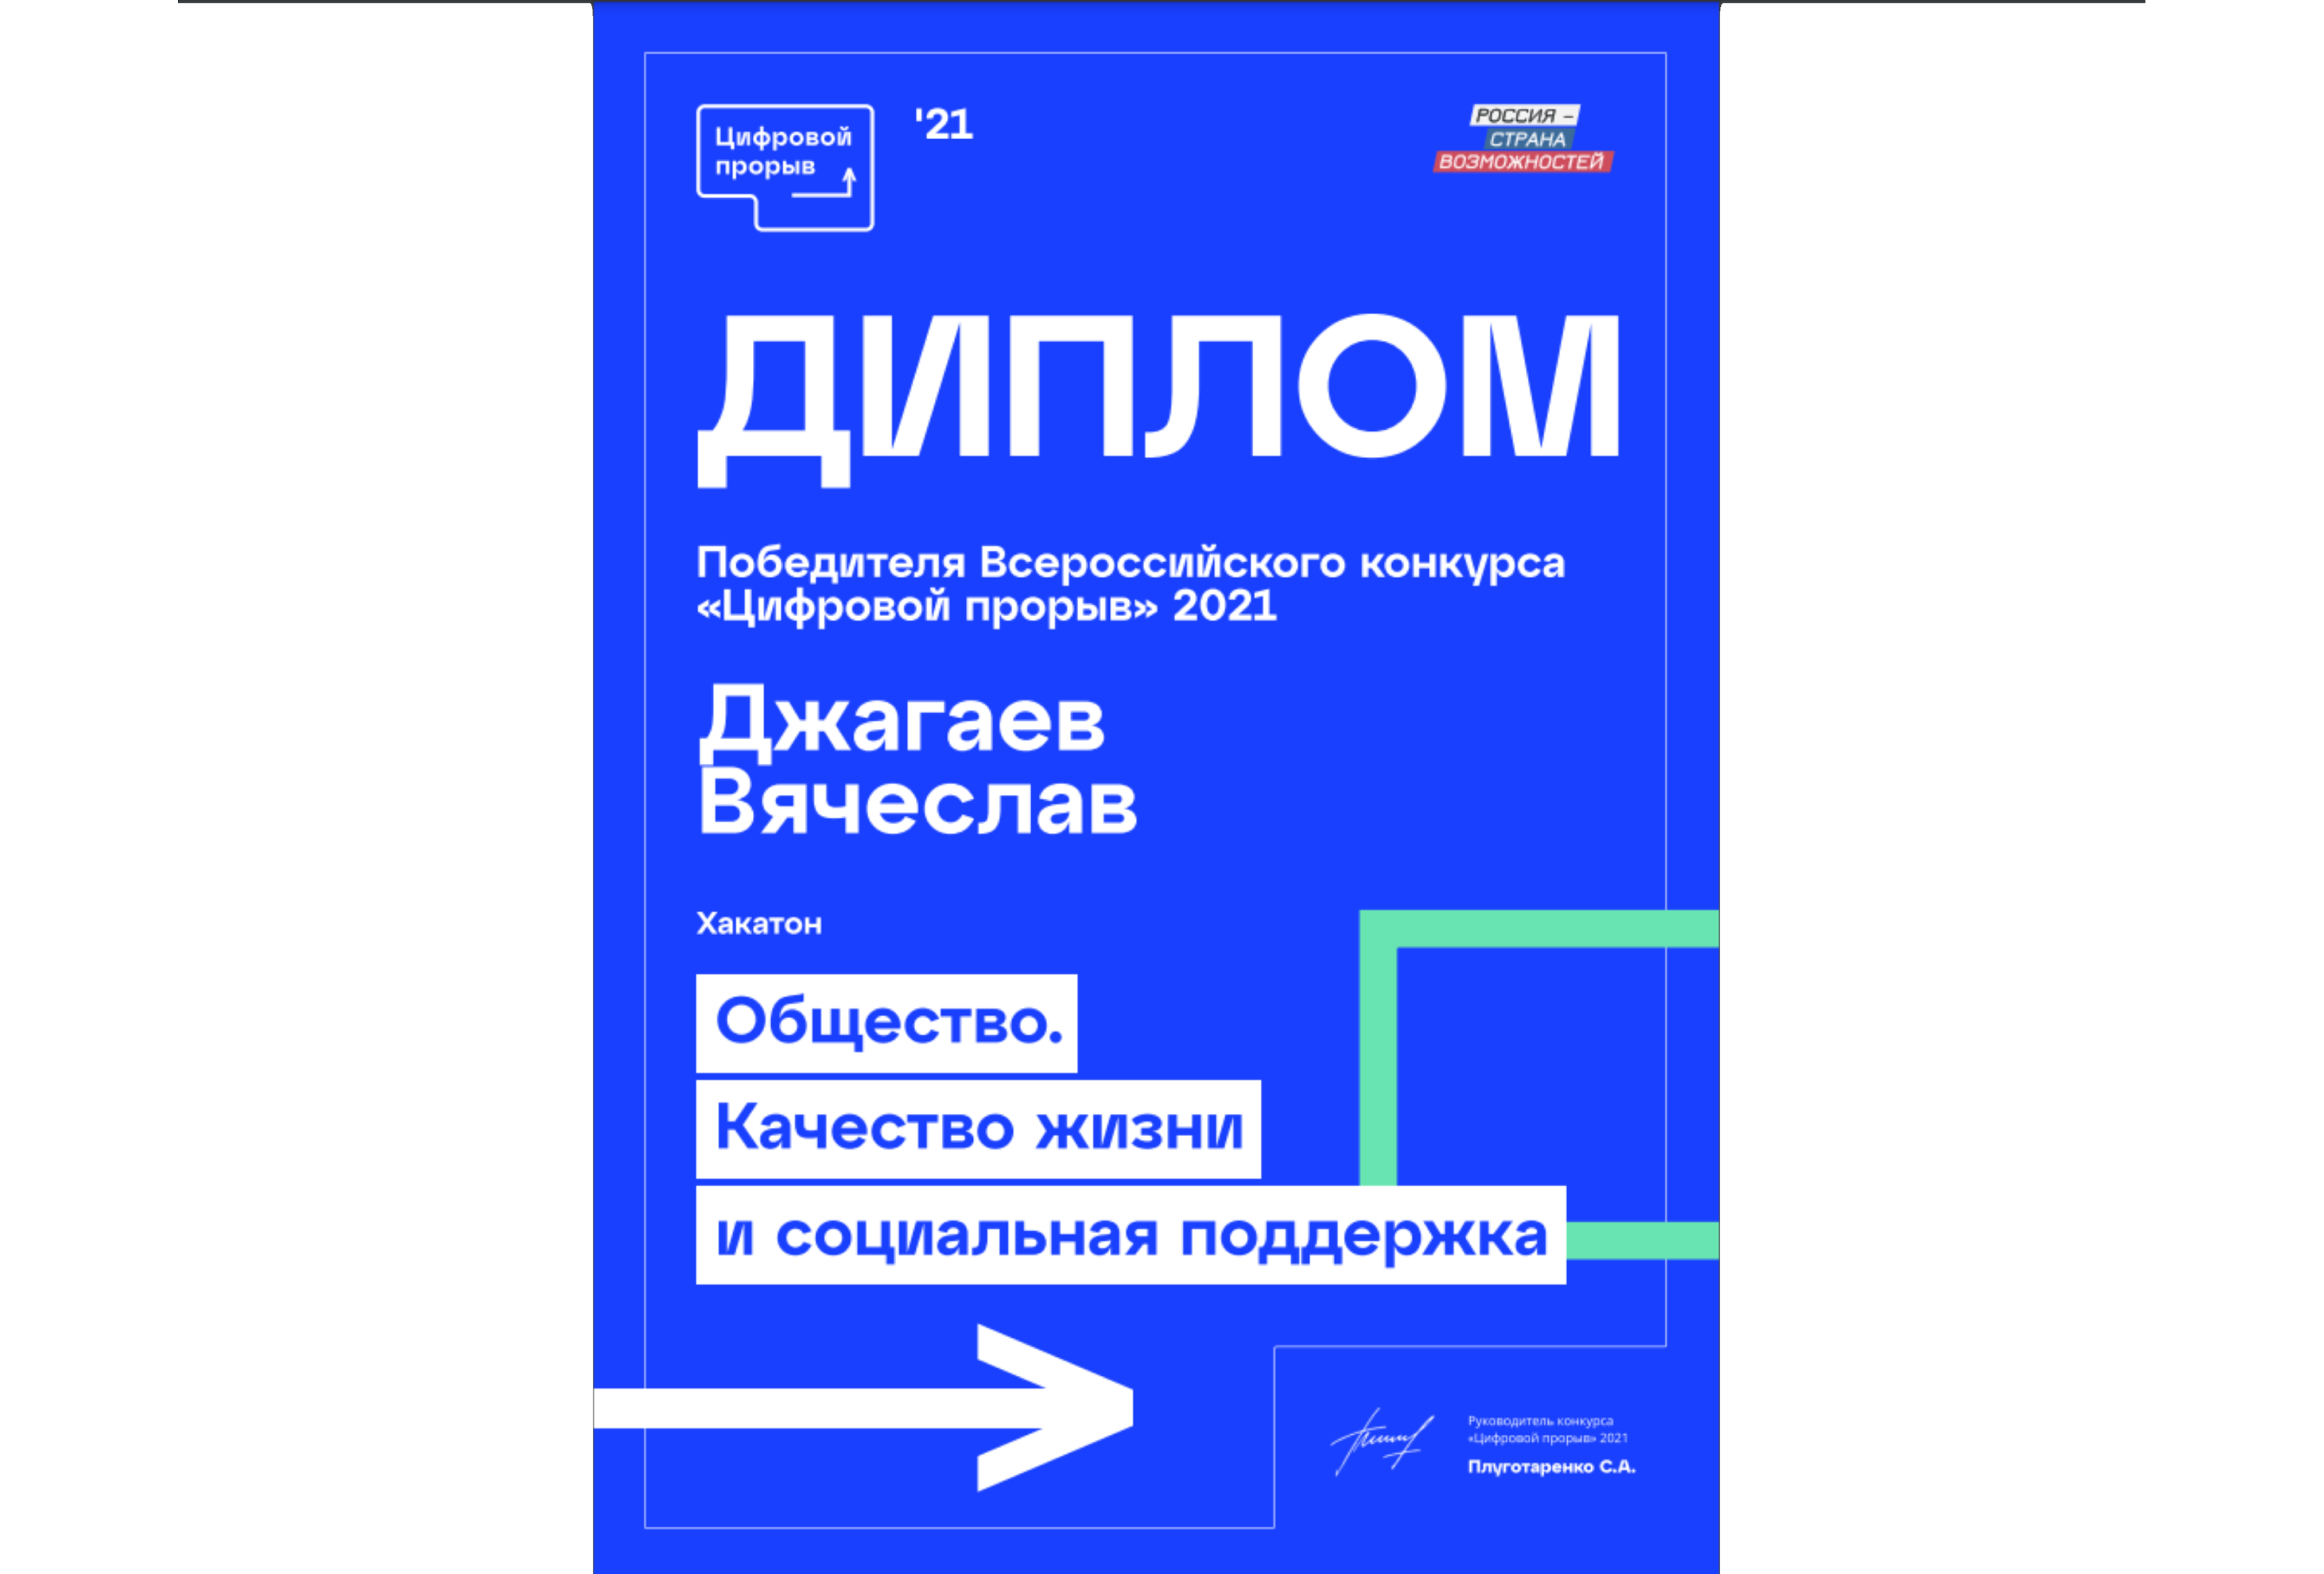 Цифровой
прорыв
'21
РОССИЯ –
СТРАНА
ВОЗМОЖНОСТЕЙ
ДИПЛОМ
Победителя Всероссийского конкурса
«Цифровой прорыв» 2021
Джагаев
Вячеслав
Хакатон
Общество.
Качество жизни
и социальная поддержка
Руководитель конкурса
«Цифровой прорыв» 2021
Плуготаренко С.А.